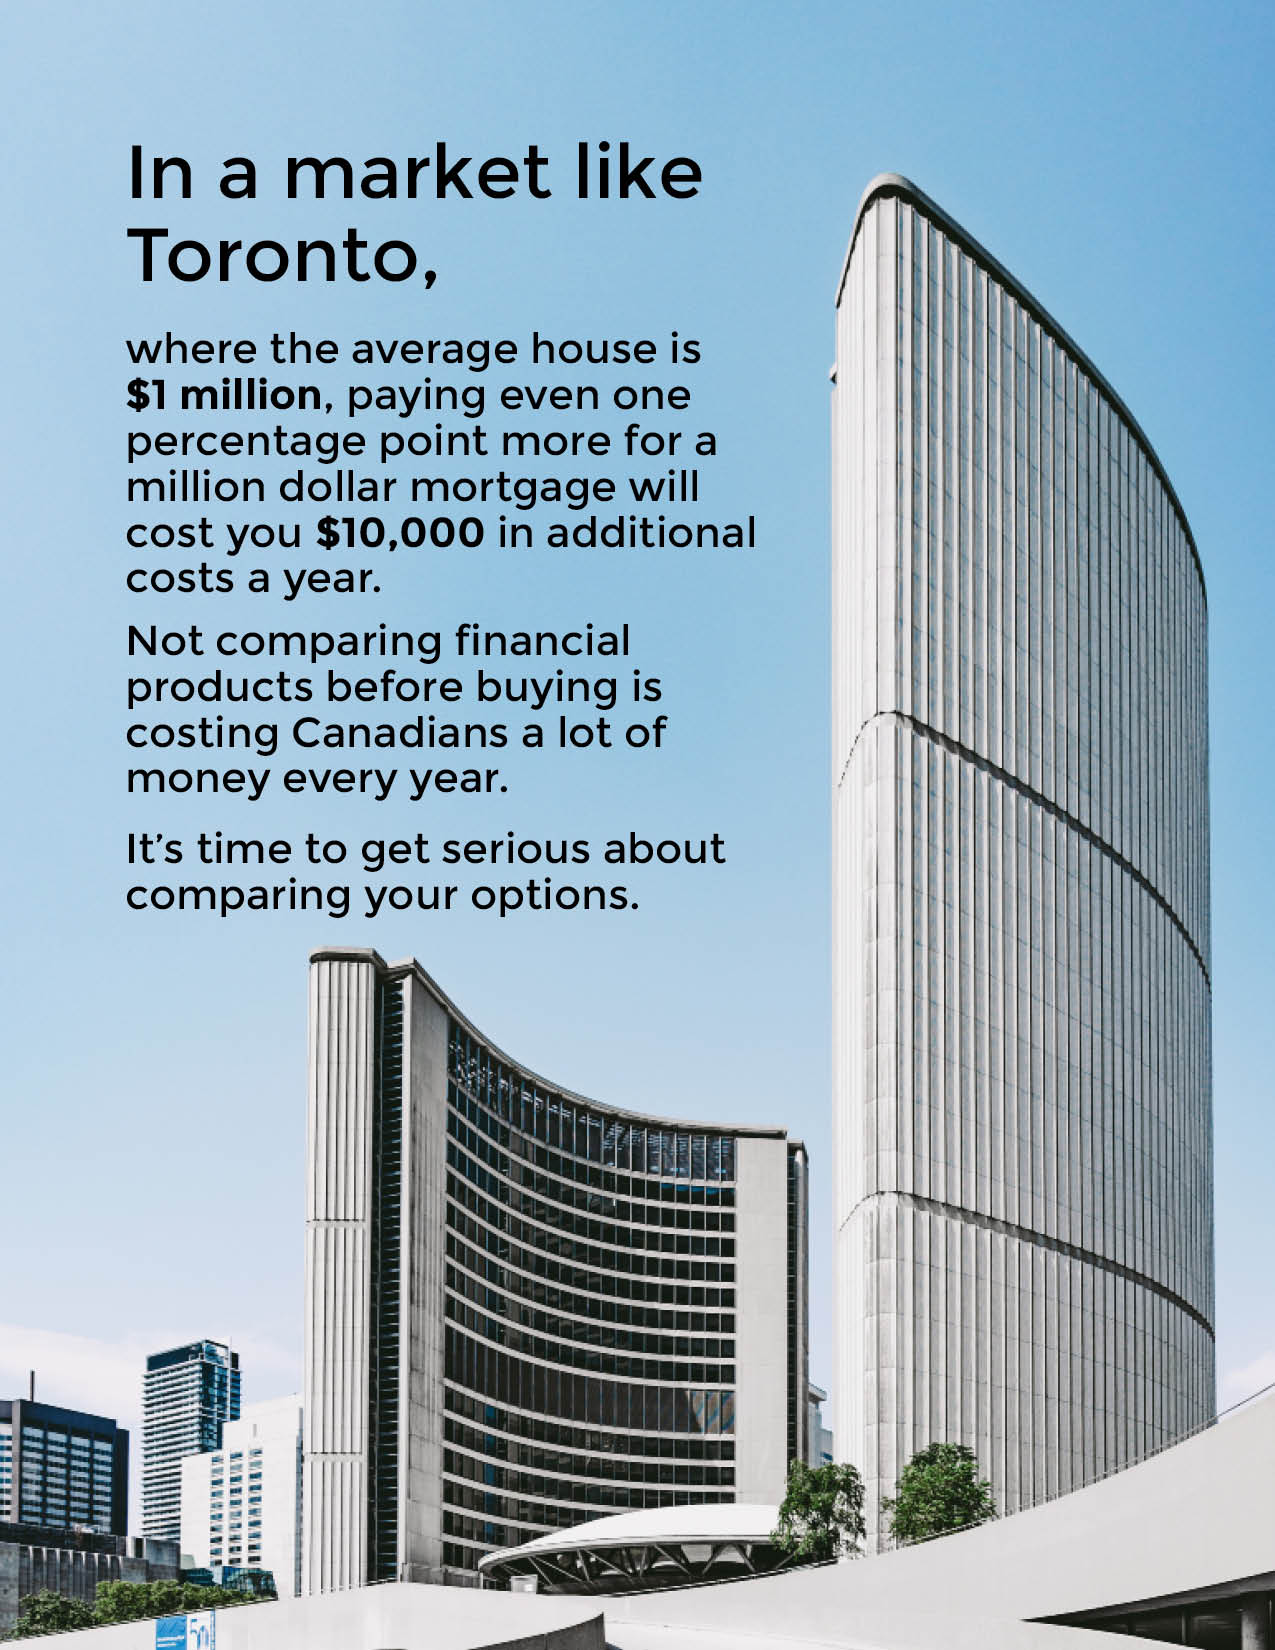 In a market like
Toronto,
where the average house is
$1 million, paying even one
percentage point more for a
million dollar mortgage will
cost you $10,000 in additional
costs a year.
Not comparing financial
products before buying is
costing Canadians a lot of
money every year.
It’s time to get serious about
comparing your options.
50